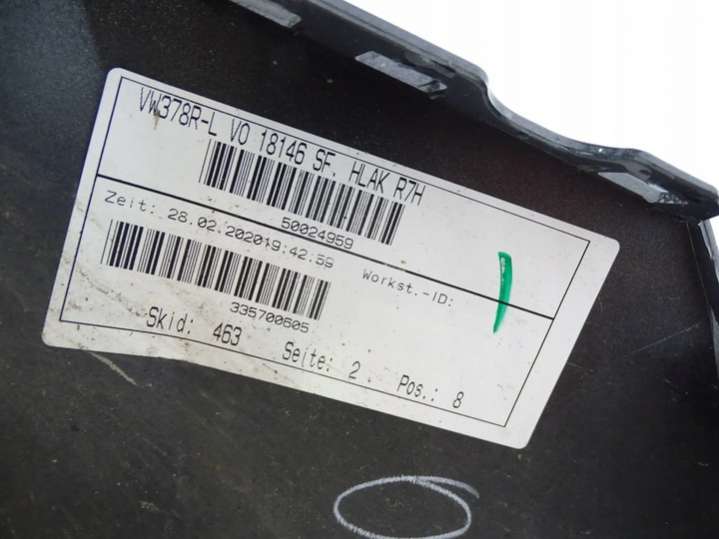 VW378R-L VO 18146 SF. HLAK R7H
50024959
Zeit: 28.02.202019:42:59 Workst.-ID:
335700605
Skid: 463 Seite: 2 Pos.: 8